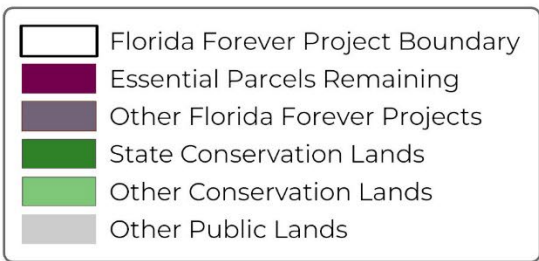 Florida Forever Project Boundary
Essential Parcels Remaining
Other Florida Forever Projects
State Conservation Lands
Other Conservation Lands
Other Public Lands